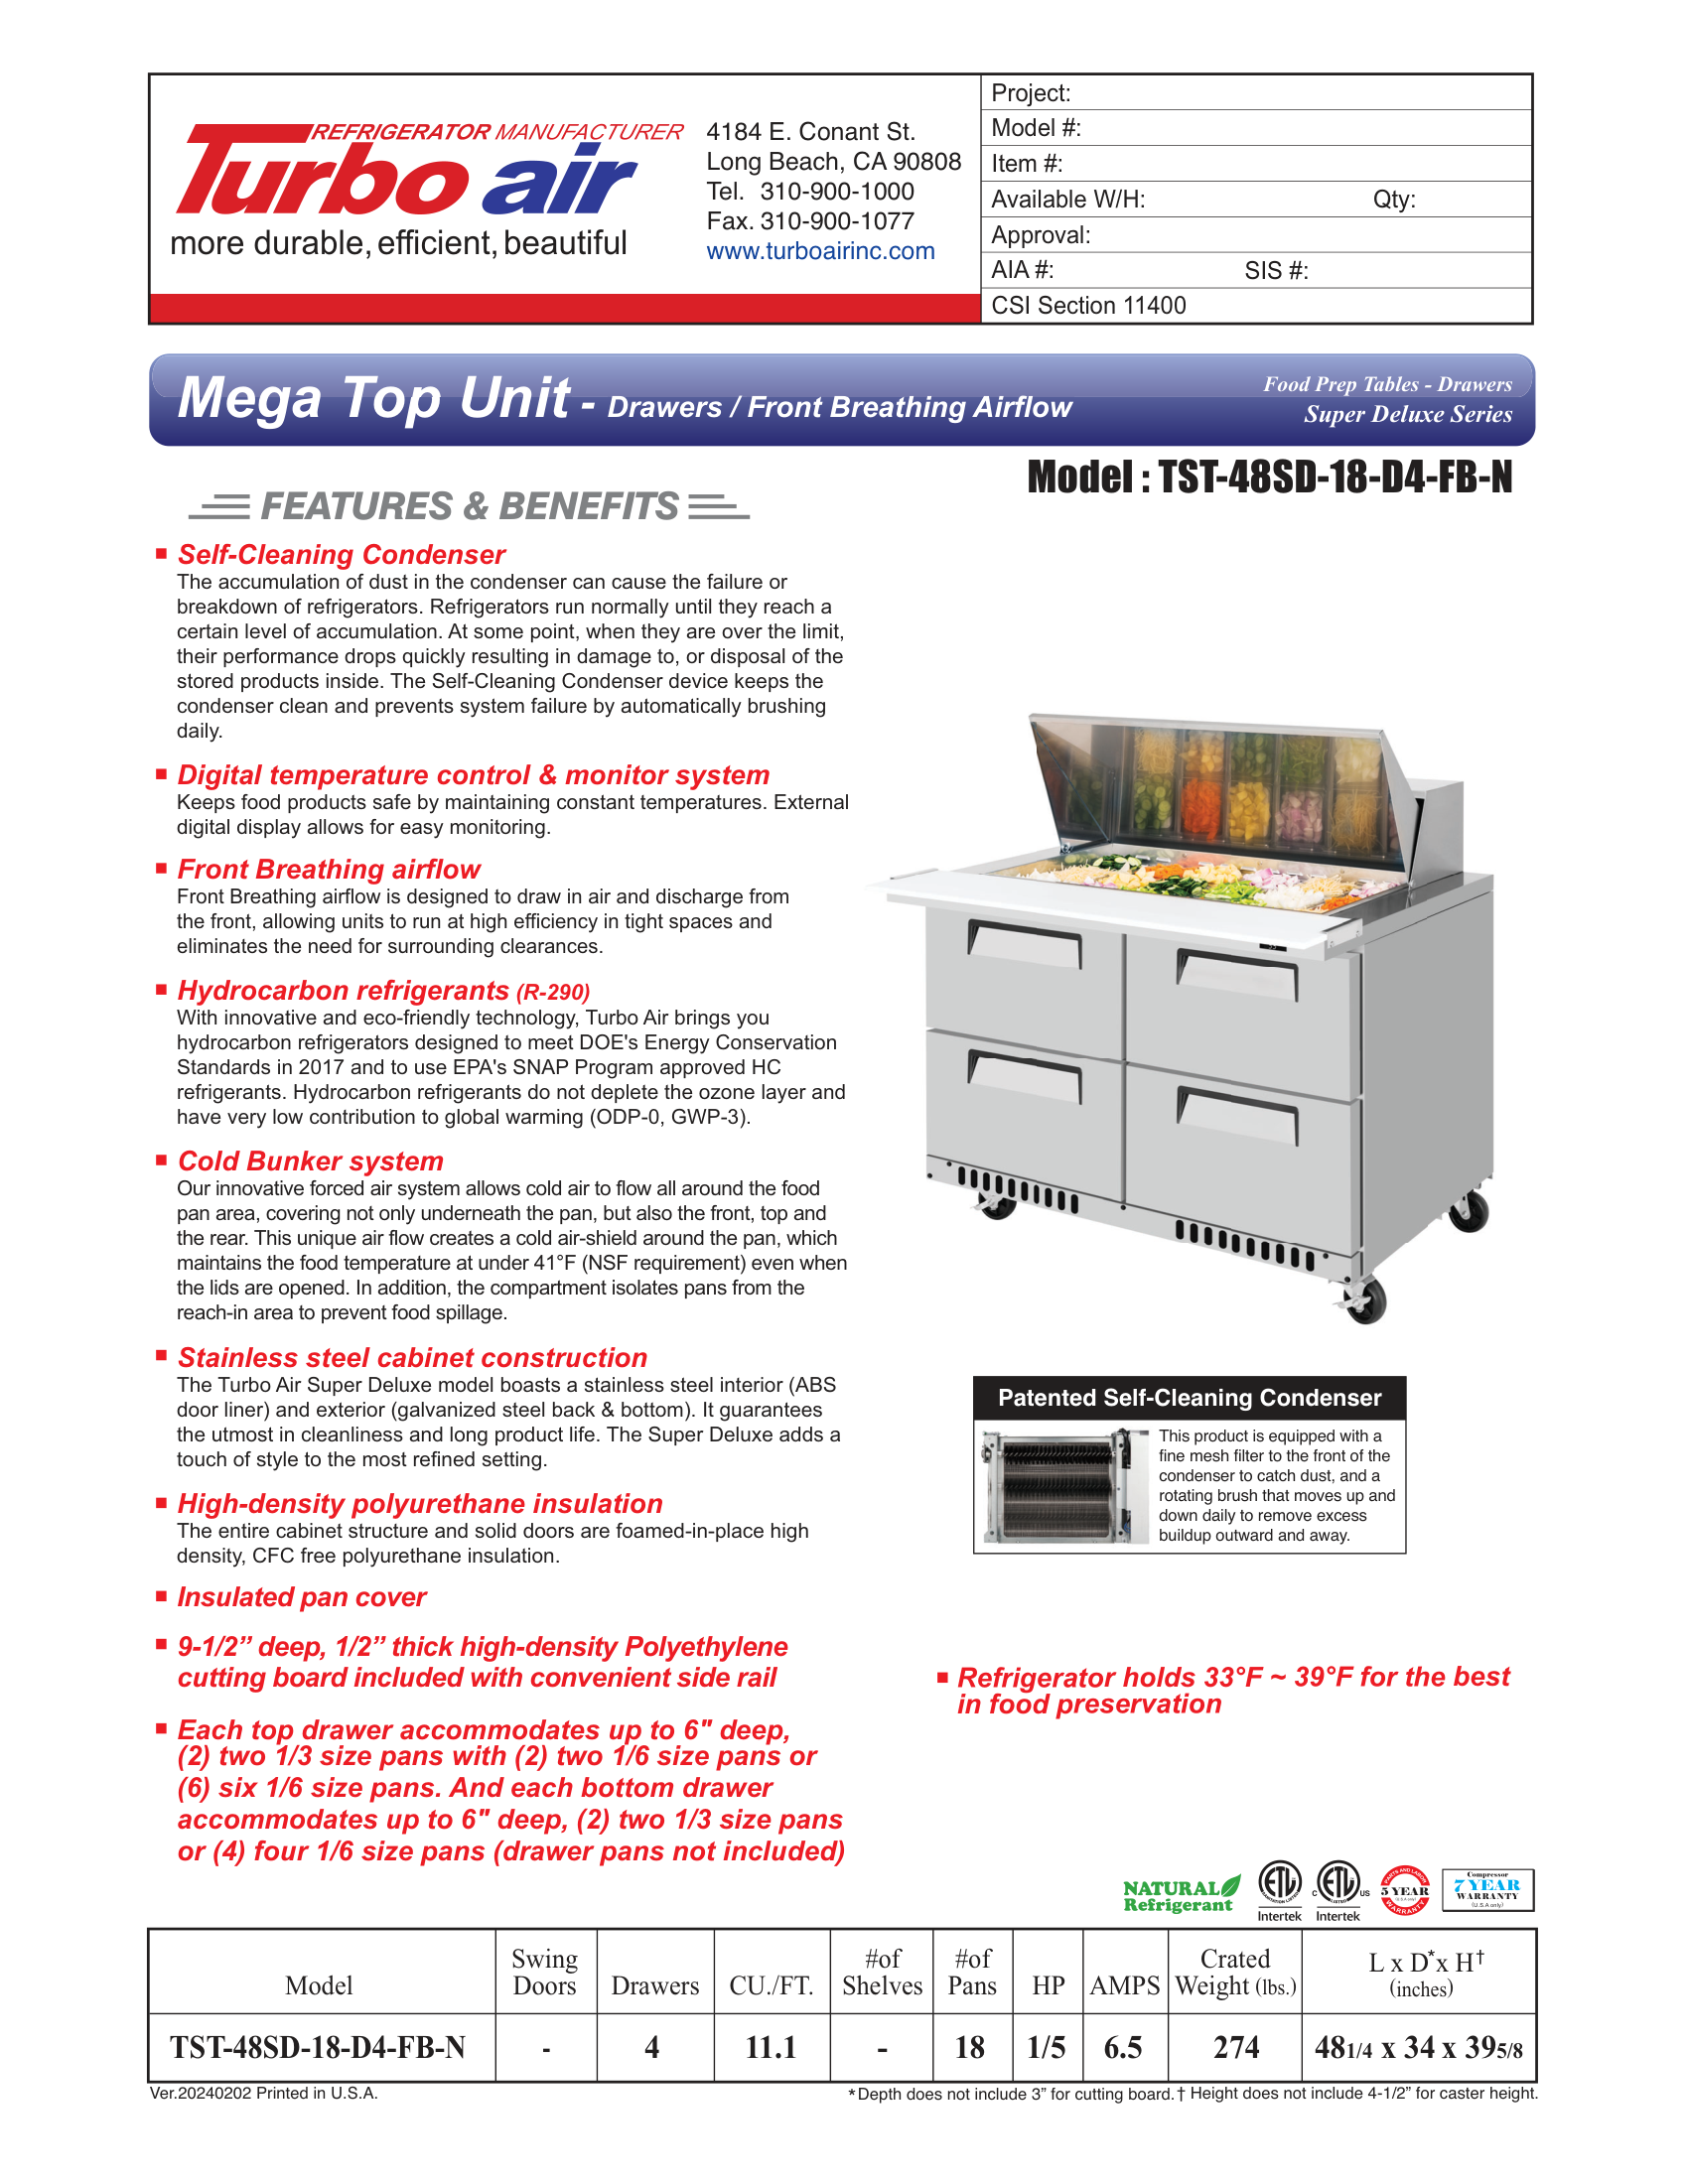 REFRIGERATOR MANUFACTURER
Turbo air
more durable, efficient, beautiful
4184 E. Conant St.
Long Beach, CA 90808
Tel. 310-900-1000
Fax. 310-900-1077
www.turboairinc.com
Project:
Model #:
Item #:
Available W/H: Qty:
Approval:
AIA #: SIS #:
CSI Section 11400
Mega Top Unit - Drawers / Front Breathing Airflow
Food Prep Tables - Drawers
Super Deluxe Series
Model : TST-48SD-18-D4-FB-N
FEATURES & BENEFITS
Self-Cleaning Condenser
The accumulation of dust in the condenser can cause the failure or
breakdown of refrigerators. Refrigerators run normally until they reach a
certain level of accumulation. At some point, when they are over the limit,
their performance drops quickly resulting in damage to, or disposal of the
stored products inside. The Self-Cleaning Condenser device keeps the
condenser clean and prevents system failure by automatically brushing
daily.
Digital temperature control & monitor system
Keeps food products safe by maintaining constant temperatures. External
digital display allows for easy monitoring.
Front Breathing airflow
Front Breathing airflow is designed to draw in air and discharge from
the front, allowing units to run at high efficiency in tight spaces and
eliminates the need for surrounding clearances.
Hydrocarbon refrigerants (R-290)
With innovative and eco-friendly technology, Turbo Air brings you
hydrocarbon refrigerators designed to meet DOE's Energy Conservation
Standards in 2017 and to use EPA's SNAP Program approved HC
refrigerants. Hydrocarbon refrigerants do not deplete the ozone layer and
have very low contribution to global warming (ODP-0, GWP-3).
Cold Bunker system
Our innovative forced air system allows cold air to flow all around the food
pan area, covering not only underneath the pan, but also the front, top and
the rear. This unique air flow creates a cold air-shield around the pan, which
maintains the food temperature at under 41°F (NSF requirement) even when
the lids are opened. In addition, the compartment isolates pans from the
reach-in area to prevent food spillage.
Stainless steel cabinet construction
The Turbo Air Super Deluxe model boasts a stainless steel interior (ABS
door liner) and exterior (galvanized steel back & bottom). It guarantees
the utmost in cleanliness and long product life. The Super Deluxe adds a
touch of style to the most refined setting.
High-density polyurethane insulation
The entire cabinet structure and solid doors are foamed-in-place high
density, CFC free polyurethane insulation.
Insulated pan cover
9-1/2” deep, 1/2” thick high-density Polyethylene
cutting board included with convenient side rail
Each top drawer accommodates up to 6" deep,
(2) two 1/3 size pans with (2) two 1/6 size pans or
(6) six 1/6 size pans. And each bottom drawer
accommodates up to 6" deep, (2) two 1/3 size pans
or (4) four 1/6 size pans (drawer pans not included)
Patented Self-Cleaning Condenser
This product is equipped with a
fine mesh filter to the front of the
condenser to catch dust, and a
rotating brush that moves up and
down daily to remove excess
buildup outward and away.
Refrigerator holds 33°F ~ 39°F for the best
in food preservation
NATURAL
Refrigerant
ETL
SANITATION LISTED
Intertek
C ETL US
LISTED
Intertek
PARTS AND LABOR
5 YEAR
(U.S.A only)
WARRANTY
Compressor
7 YEAR
WARRANTY
(U.S.A only)
Model Swing Doors Drawers CU./FT. #of Shelves #of Pans HP AMPS Crated Weight (lbs.) L x D* x H† (inches)
TST-48SD-18-D4-FB-N - 4 11.1 - 18 1/5 6.5 274 481/4 x 34 x 395/8
Ver.20240202 Printed in U.S.A.
* Depth does not include 3” for cutting board. † Height does not include 4-1/2” for caster height.